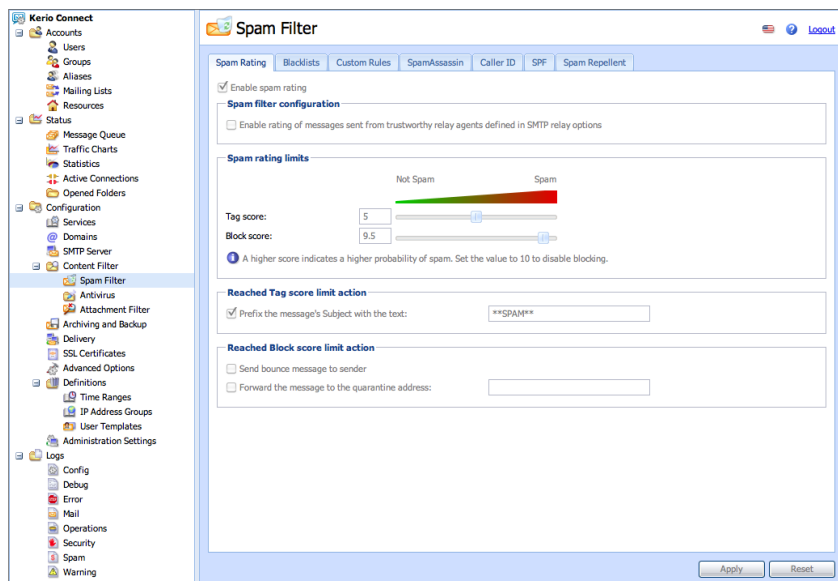 Kerio Connect
Accounts
Users
Groups
Aliases
Mailing Lists
Resources
Status
Message Queue
Traffic Charts
Statistics
Active Connections
Opened Folders
Configuration
Services
Domains
SMTP Server
Content Filter
Spam Filter
Antivirus
Attachment Filter
Archiving and Backup
Delivery
SSL Certificates
Advanced Options
Definitions
Time Ranges
IP Address Groups
User Templates
Administration Settings
Logs
Config
Debug
Error
Mail
Operations
Security
Spam
Warning
Spam Filter
Logout
Spam Rating Blacklists Custom Rules SpamAssassin Caller ID SPF Spam Repellent
Enable spam rating
Spam filter configuration
Enable rating of messages sent from trustworthy relay agents defined in SMTP relay options
Spam rating limits
Not Spam Spam
Tag score: 5
Block score: 9.5
A higher score indicates a higher probability of spam. Set the value to 10 to disable blocking.
Reached Tag score limit action
Prefix the message's Subject with the text: **SPAM**
Reached Block score limit action
Send bounce message to sender
Forward the message to the quarantine address:
Apply Reset